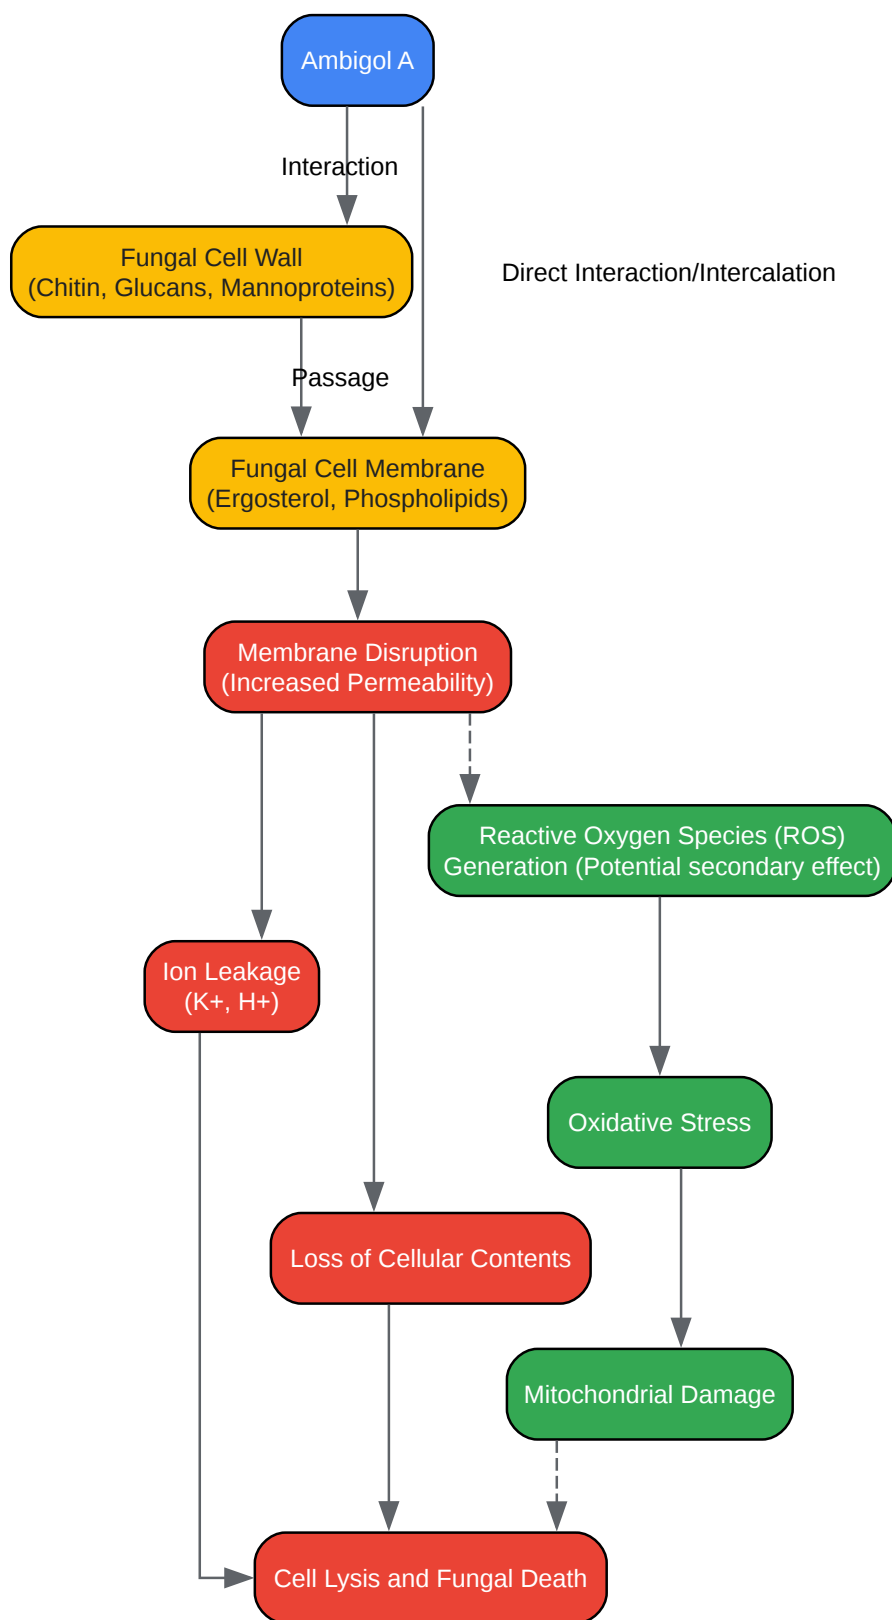 Ambigol A
Interaction
Fungal Cell Wall
(Chitin, Glucans, Mannoproteins)
Direct Interaction/Intercalation
Passage
Fungal Cell Membrane
(Ergosterol, Phospholipids)
Membrane Disruption
(Increased Permeability)
Reactive Oxygen Species (ROS)
Generation (Potential secondary effect)
Ion Leakage
(K+, H+)
Oxidative Stress
Loss of Cellular Contents
Mitochondrial Damage
Cell Lysis and Fungal Death